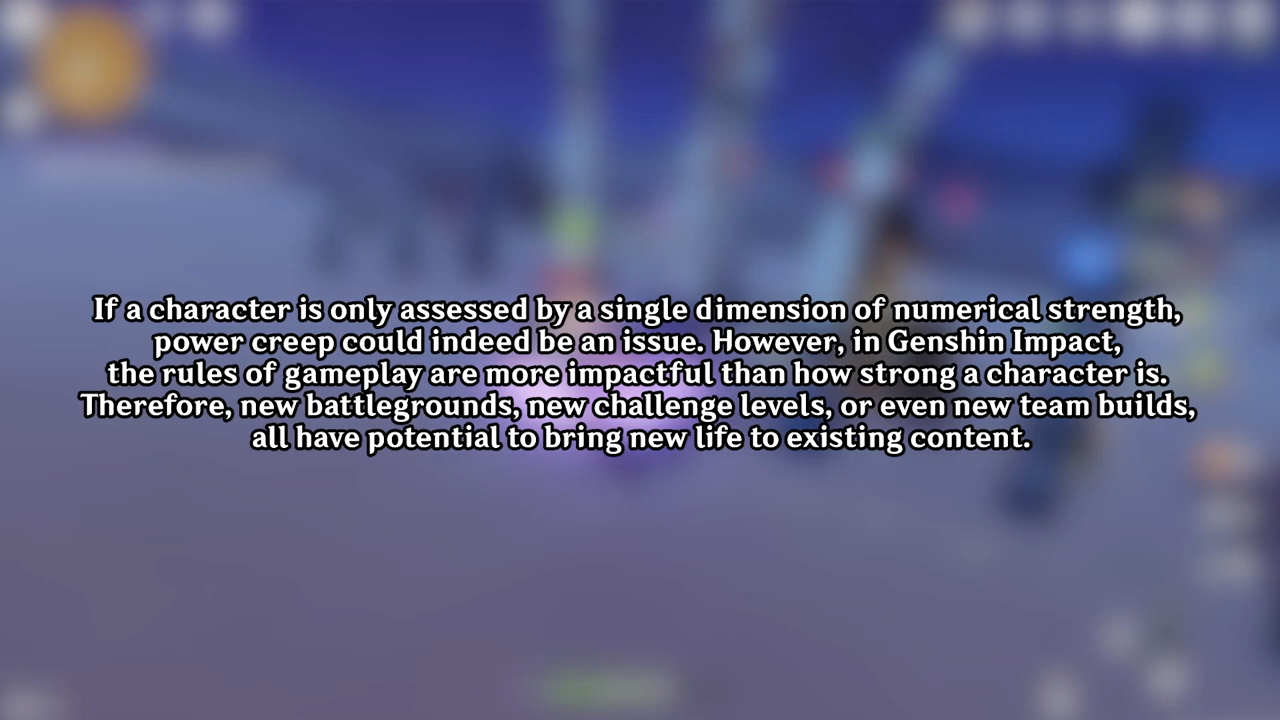 If a character is only assessed by a single dimension of numerical strength,
power creep could indeed be an issue. However, in Genshin Impact,
the rules of gameplay are more impactful than how strong a character is.
Therefore, new battlegrounds, new challenge levels, or even new team builds,
all have potential to bring new life to existing content.